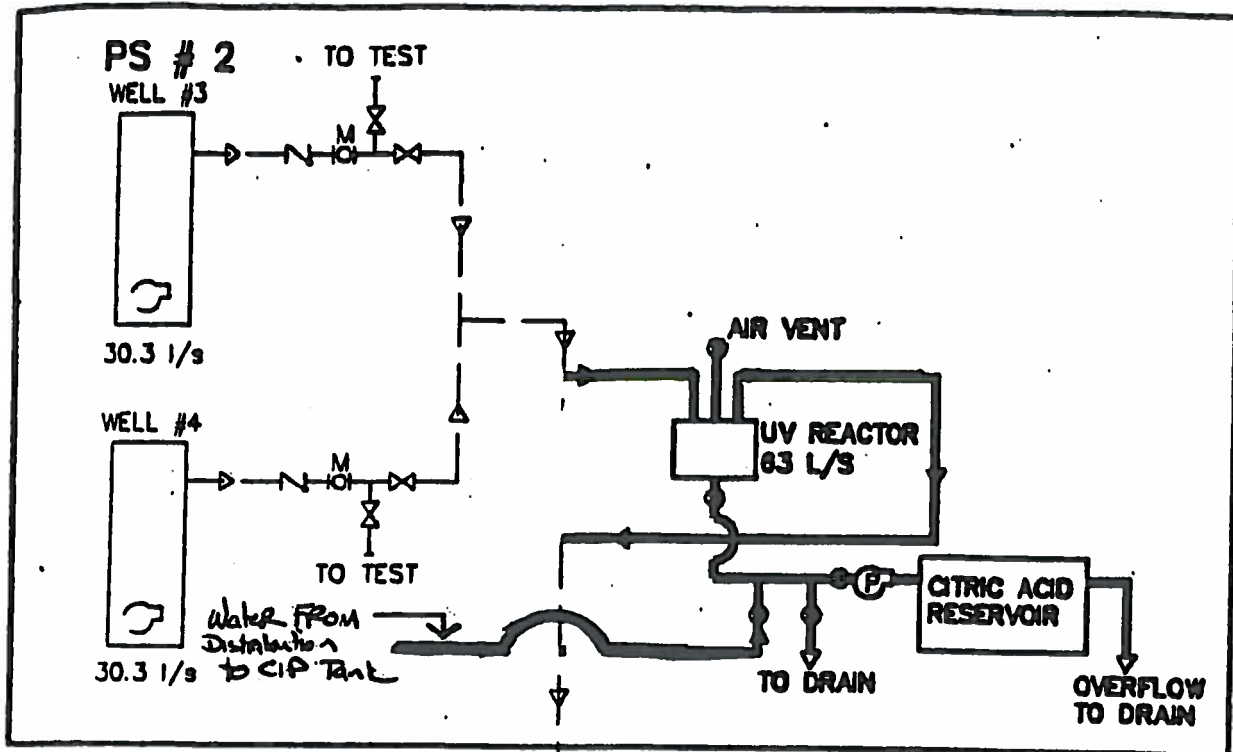 PS # 2
TO TEST
WELL #3
M
30.3 l/s
AIR VENT
WELL #4
UV REACTOR
63 L/S
M
TO TEST
P
CITRIC ACID
RESERVOIR
Water FROM
Distribution
to CIP Tank
30.3 l/s
TO DRAIN
OVERFLOW
TO DRAIN